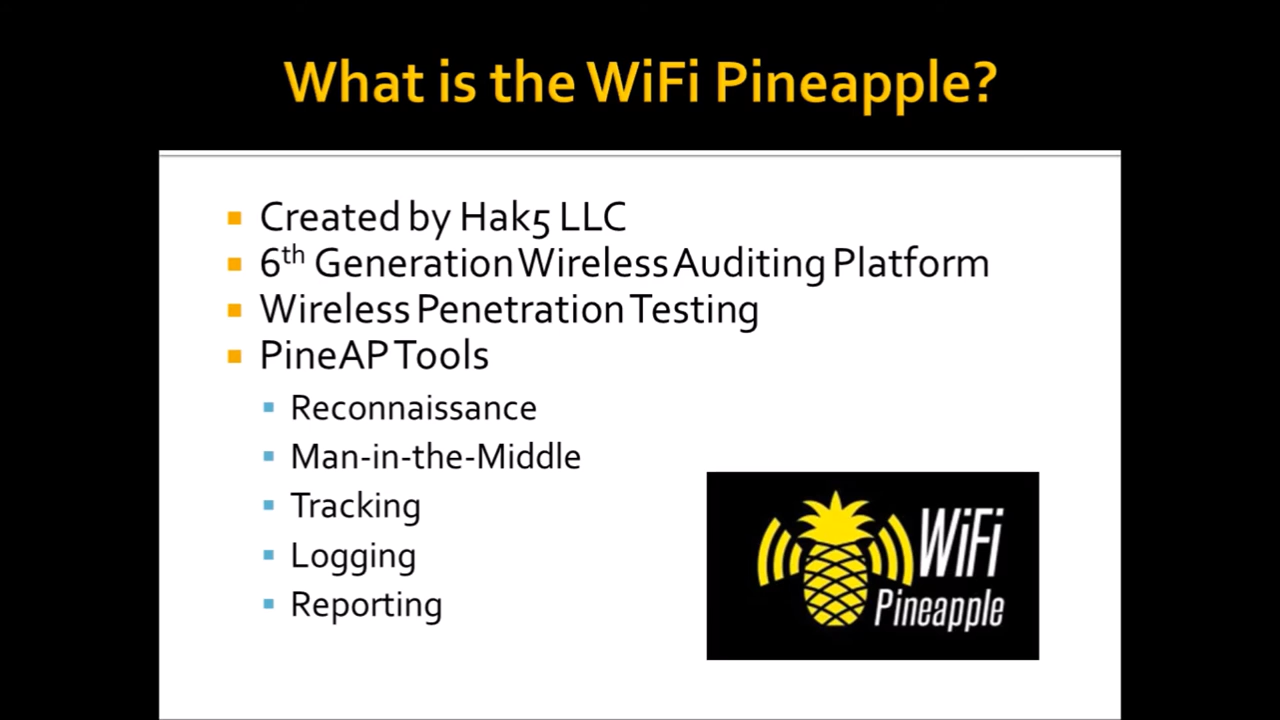 What is the WiFi Pineapple?
Created by Hak5 LLC
6th Generation Wireless Auditing Platform
Wireless Penetration Testing
PineAP Tools
Reconnaissance
Man-in-the-Middle
Tracking
Logging
Reporting
WiFi
Pineapple